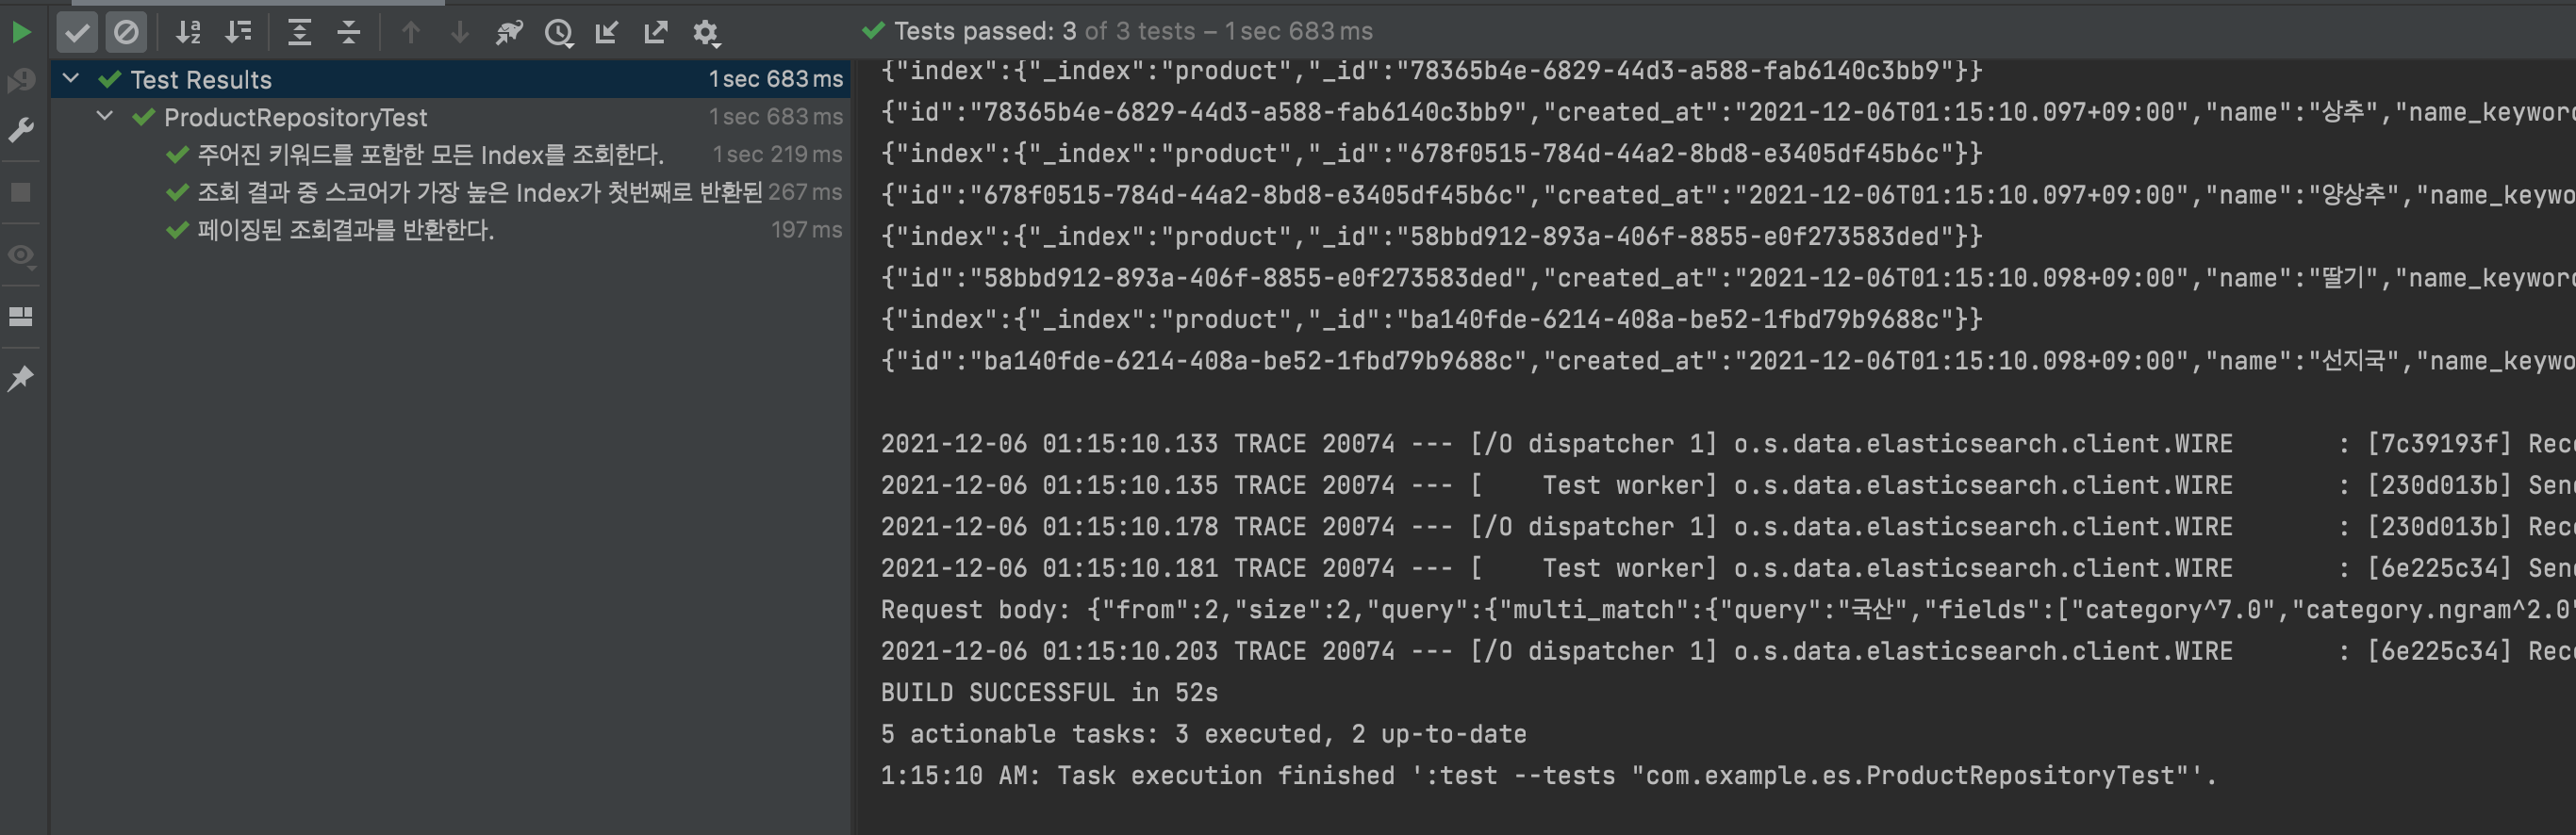 Tests passed: 3 of 3 tests – 1 sec 683 ms
Test Results 1 sec 683 ms
ProductRepositoryTest 1 sec 683 ms
주어진 키워드를 포함한 모든 Index를 조회한다. 1 sec 219 ms
조회 결과 중 스코어가 가장 높은 Index가 첫번째로 반환된 267 ms
페이징된 조회결과를 반환한다. 197 ms
{"index":{"_index":"product","_id":"78365b4e-6829-44d3-a588-fab6140c3bb9"}}
{"id":"78365b4e-6829-44d3-a588-fab6140c3bb9","created_at":"2021-12-06T01:15:10.097+09:00","name":"상추","name_keyword
{"index":{"_index":"product","_id":"678f0515-784d-44a2-8bd8-e3405df45b6c"}}
{"id":"678f0515-784d-44a2-8bd8-e3405df45b6c","created_at":"2021-12-06T01:15:10.097+09:00","name":"양상추","name_keywo
{"index":{"_index":"product","_id":"58bbd912-893a-406f-8855-e0f273583ded"}}
{"id":"58bbd912-893a-406f-8855-e0f273583ded","created_at":"2021-12-06T01:15:10.098+09:00","name":"딸기","name_keyword
{"index":{"_index":"product","_id":"ba140fde-6214-408a-be52-1fbd79b9688c"}}
{"id":"ba140fde-6214-408a-be52-1fbd79b9688c","created_at":"2021-12-06T01:15:10.098+09:00","name":"선지국","name_keywo
2021-12-06 01:15:10.133 TRACE 20074 --- [/O dispatcher 1] o.s.data.elasticsearch.client.WIRE : [7c39193f] Rece
2021-12-06 01:15:10.135 TRACE 20074 --- [ Test worker] o.s.data.elasticsearch.client.WIRE : [230d013b] Sen
2021-12-06 01:15:10.178 TRACE 20074 --- [/O dispatcher 1] o.s.data.elasticsearch.client.WIRE : [230d013b] Rece
2021-12-06 01:15:10.181 TRACE 20074 --- [ Test worker] o.s.data.elasticsearch.client.WIRE : [6e225c34] Sen
Request body: {"from":2,"size":2,"query":{"multi_match":{"query":"국산","fields":["category^7.0","category.ngram^2.0"
2021-12-06 01:15:10.203 TRACE 20074 --- [/O dispatcher 1] o.s.data.elasticsearch.client.WIRE : [6e225c34] Rece
BUILD SUCCESSFUL in 52s
5 actionable tasks: 3 executed, 2 up-to-date
1:15:10 AM: Task execution finished ':test --tests "com.example.es.ProductRepositoryTest"'.